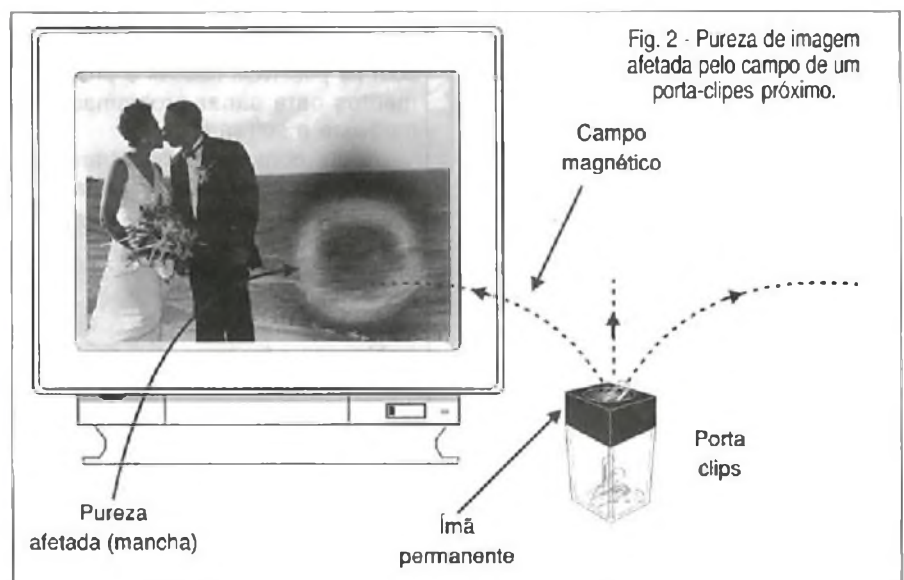 Fig. 2 - Pureza de imagem
afetada pelo campo de um
porta-clipes próximo.
Campo
magnético
Porta
clips
Pureza
afetada (mancha)
Ímã
permanente